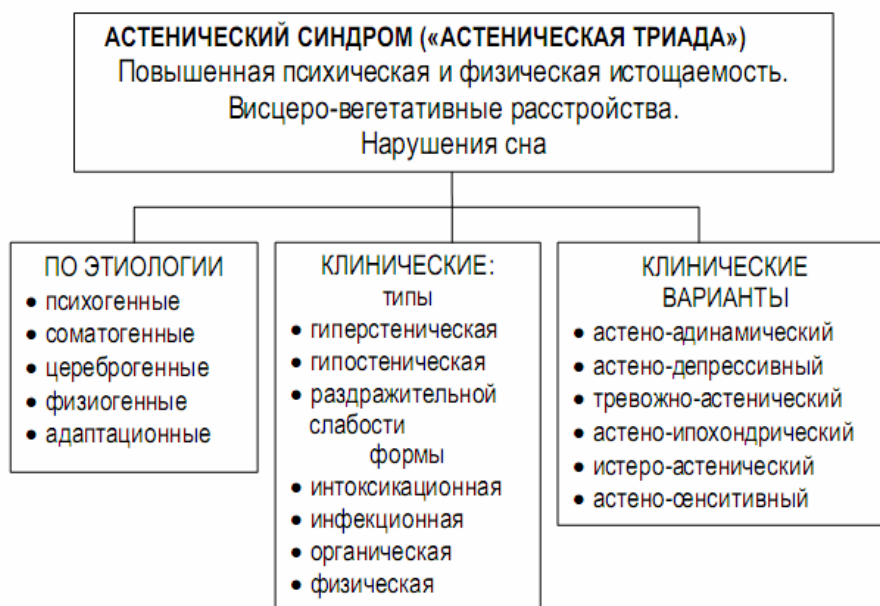 АСТЕНИЧЕСКИЙ СИНДРОМ («АСТЕНИЧЕСКАЯ ТРИАДА»)
Повышенная психическая и физическая истощаемость.
Висцеро-вегетативные расстройства.
Нарушения сна
ПО ЭТИОЛОГИИ
• психогенные
• соматогенные
• цереброгенные
• физиогенные
• адаптационные
КЛИНИЧЕСКИЕ:
типы
• гиперстеническая
• гипостеническая
• раздражительной
слабости
формы
• интоксикационная
• инфекционная
• органическая
• физическая
КЛИНИЧЕСКИЕ
ВАРИАНТЫ
• астено-адинамический
• астено-депрессивный
• тревожно-астенический
• астено-ипохондрический
• истеро-астенический
• астено-сенситивный